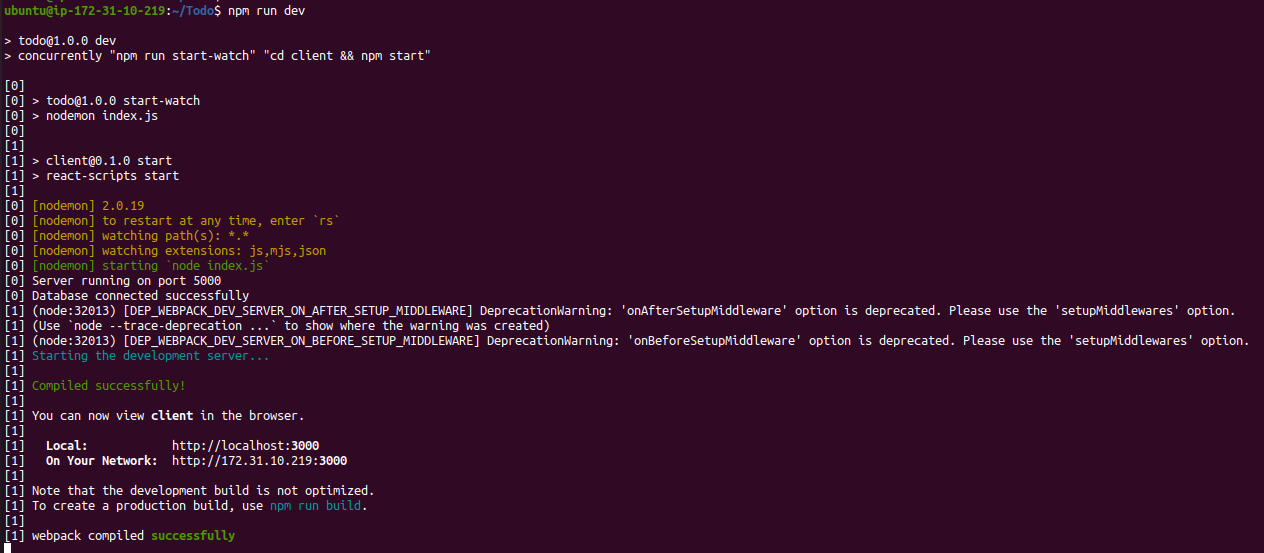 ubuntu@ip-172-31-10-219:~/Todo$ npm run dev
> todo@1.0.0 dev
> concurrently "npm run start-watch" "cd client && npm start"
[0]
[0] > todo@1.0.0 start-watch
[0] > nodemon index.js
[0]
[1]
[1] > client@0.1.0 start
[1] > react-scripts start
[1]
[0] [nodemon] 2.0.19
[0] [nodemon] to restart at any time, enter `rs`
[0] [nodemon] watching path(s): *.*
[0] [nodemon] watching extensions: js,mjs,json
[0] [nodemon] starting `node index.js`
[0] Server running on port 5000
[0] Database connected successfully
[1] (node:32013) [DEP_WEBPACK_DEV_SERVER_ON_AFTER_SETUP_MIDDLEWARE] DeprecationWarning: 'onAfterSetupMiddleware' option is deprecated. Please use the 'setupMiddlewares' option.
[1] (Use `node --trace-deprecation ...` to show where the warning was created)
[1] (node:32013) [DEP_WEBPACK_DEV_SERVER_ON_BEFORE_SETUP_MIDDLEWARE] DeprecationWarning: 'onBeforeSetupMiddleware' option is deprecated. Please use the 'setupMiddlewares' option.
[1] Starting the development server...
[1]
[1] Compiled successfully!
[1]
[1] You can now view client in the browser.
[1]
[1]   Local:            http://localhost:3000
[1]   On Your Network:  http://172.31.10.219:3000
[1]
[1] Note that the development build is not optimized.
[1] To create a production build, use npm run build.
[1]
[1] webpack compiled successfully